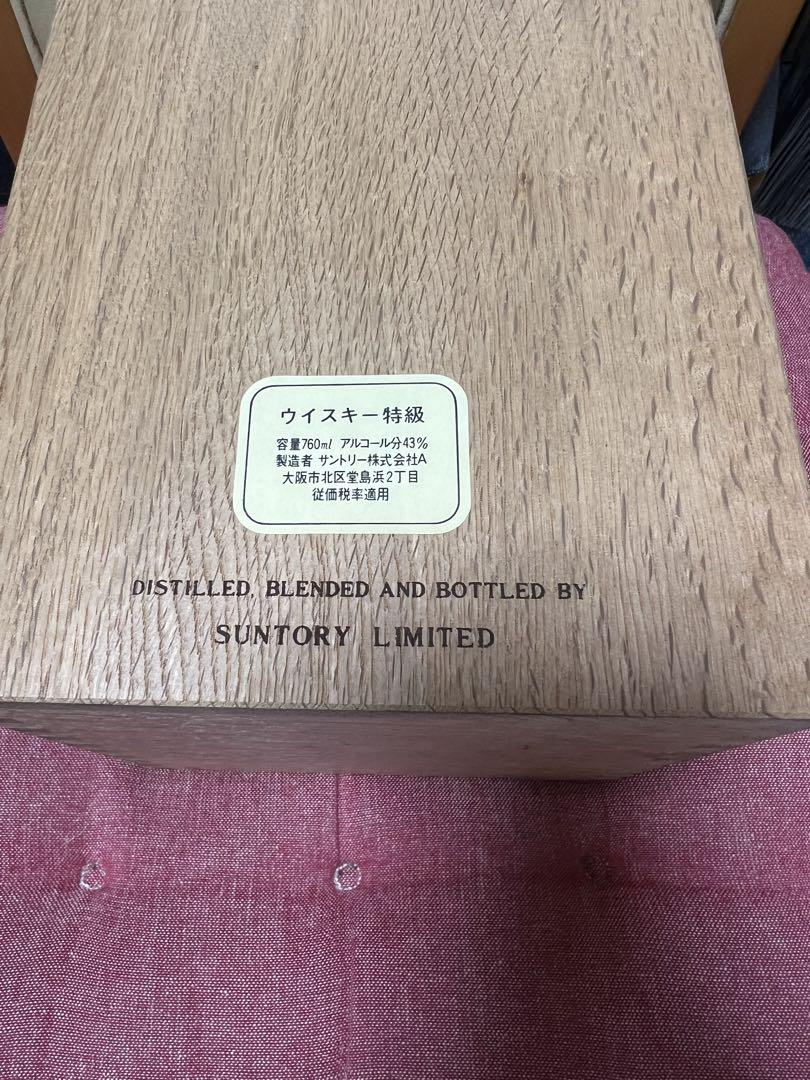 ウイスキー特級
容量760ml アルコール分43%
製造者 サントリー株式会社A
大阪市北区堂島浜2丁目
従価税率適用
DISTILLED, BLENDED AND BOTTLED BY
SUNTORY LIMITED